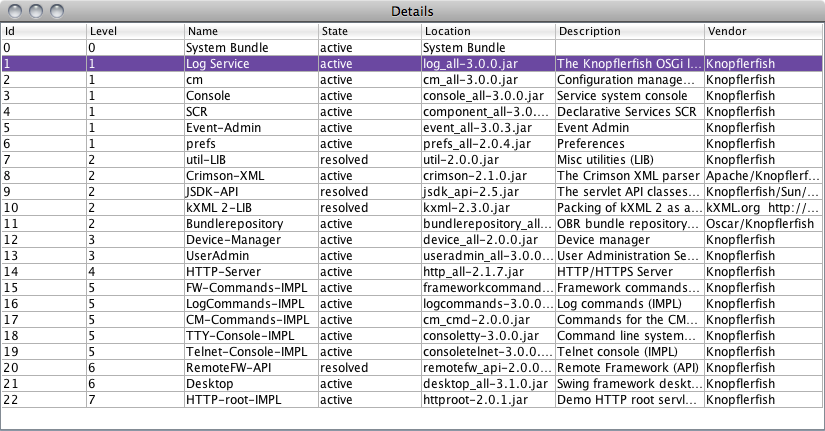 Details
Id Level Name State Location Description Vendor
0 0 System Bundle active System Bundle
1 1 Log Service active log_all-3.0.0.jar The Knopflerfish OSGi l... Knopflerfish
2 1 cm active cm_all-3.0.0.jar Configuration manage... Knopflerfish
3 1 Console active console_all-3.0.0.jar Service system console Knopflerfish
4 1 SCR active component_all-3.0.... Declarative Services SCR Knopflerfish
5 1 Event-Admin active event_all-3.0.3.jar Event Admin Knopflerfish
6 1 prefs active prefs_all-2.0.4.jar Preferences Knopflerfish
7 2 util-LIB resolved util-2.0.0.jar Misc utilities (LIB) Knopflerfish
8 2 Crimson-XML active crimson-2.1.0.jar The Crimson XML parser Apache/Knopflerf...
9 2 JSDK-API resolved jsdk_api-2.5.jar The servlet API classes... Knopflerfish/Sun/...
10 2 kXML 2-LIB resolved kxml-2.3.0.jar Packing of kXML 2 as a... kXML.org http://...
11 2 Bundlerepository active bundlerepository_all... OBR bundle repository... Oscar/Knopflerfish
12 3 Device-Manager active device_all-2.0.0.jar Device manager Knopflerfish
13 3 UserAdmin active useradmin_all-3.0.0... User Administration Se... Knopflerfish
14 4 HTTP-Server active http_all-2.1.7.jar HTTP/HTTPS Server Knopflerfish
15 5 FW-Commands-IMPL active frameworkcommand... Framework commands... Knopflerfish
16 5 LogCommands-IMPL active logcommands-3.0.0... Log commands (IMPL) Knopflerfish
17 5 CM-Commands-IMPL active cm_cmd-2.0.0.jar Commands for the CM... Knopflerfish
18 5 TTY-Console-IMPL active consoletty-3.0.0.jar Command line system... Knopflerfish
19 5 Telnet-Console-IMPL active consoletelnet-3.0.0.... Telnet console (IMPL) Knopflerfish
20 6 RemoteFW-API resolved remotefw_api-2.0.0... Remote Framework (API) Knopflerfish
21 6 Desktop active desktop_all-3.1.0.jar Swing framework deskt... Knopflerfish
22 7 HTTP-root-IMPL active httproot-2.0.1.jar Demo HTTP root servl... Knopflerfish